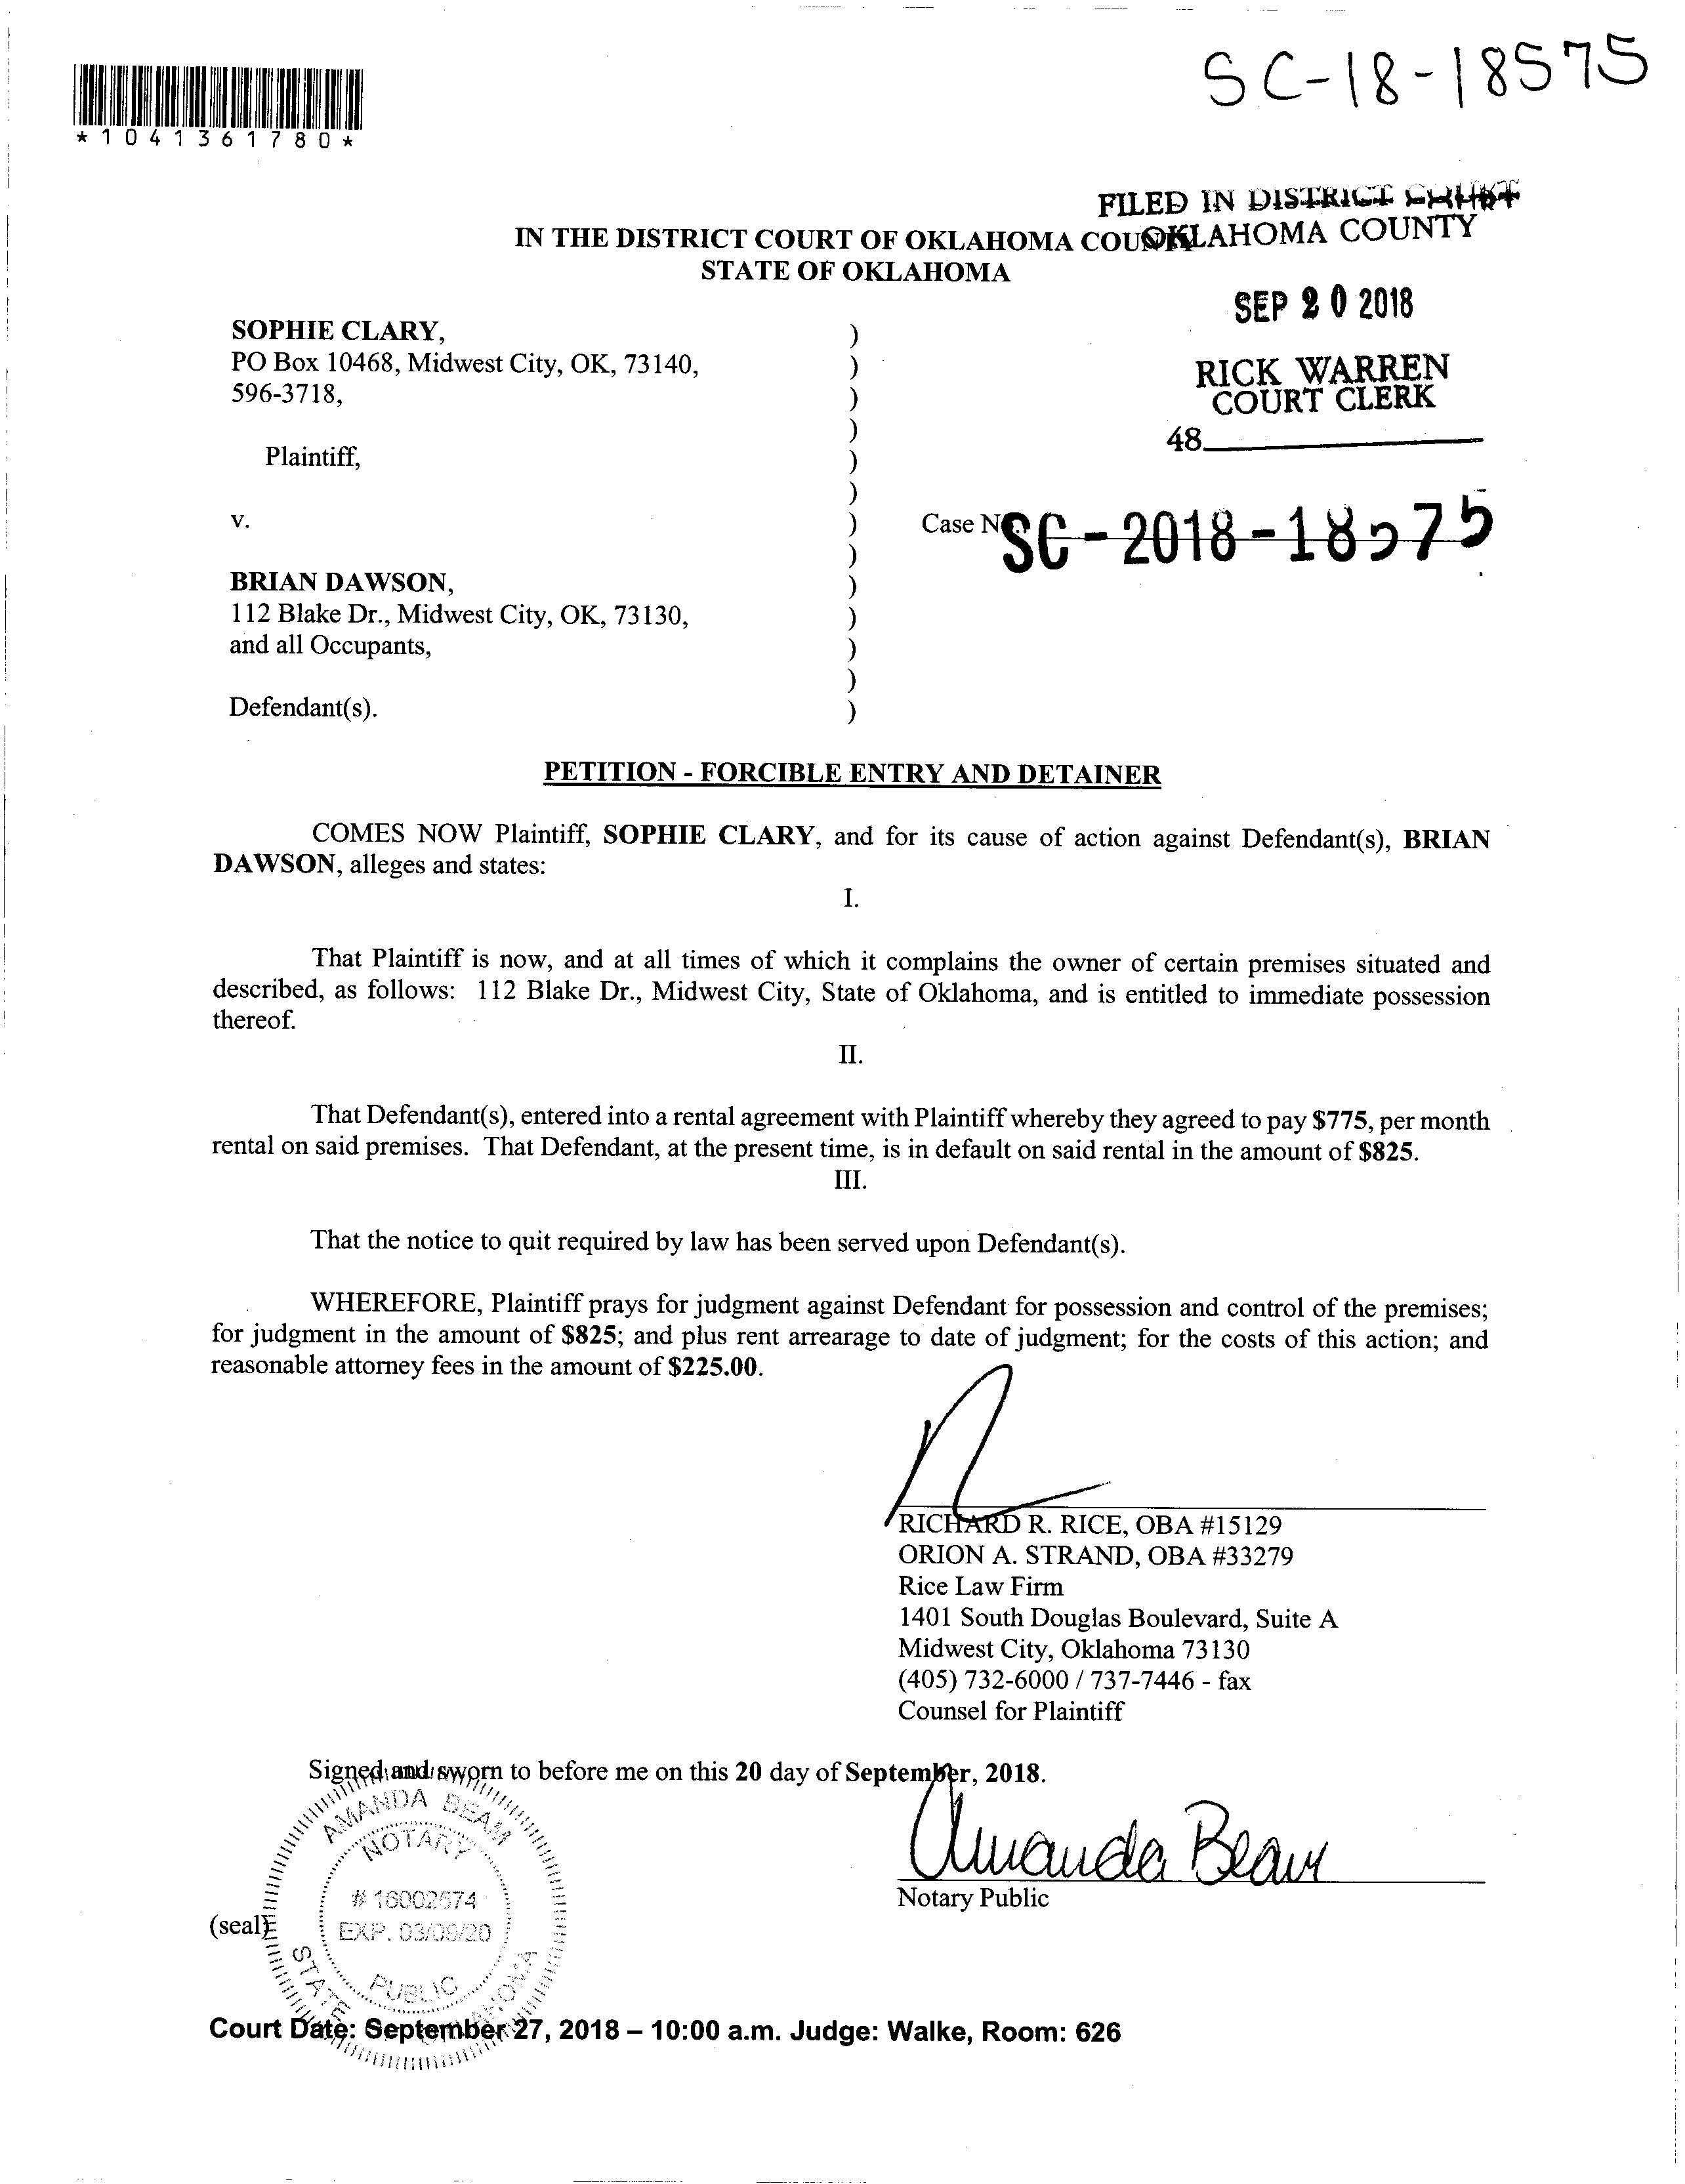 SC-18-18575
*1041361780*
FILED IN DISTRICT COURT
OKLAHOMA COUNTY
IN THE DISTRICT COURT OF OKLAHOMA COUN
STATE OF OKLAHOMA
SEP 20 2018
RICK WARREN
COURT CLERK
48
SOPHIE CLARY,
PO Box 10468, Midwest City, OK, 73140,
596-3718,
Plaintiff,
v.
Case N
SC-2018-18575
BRIAN DAWSON,
112 Blake Dr., Midwest City, OK, 73130,
and all Occupants,
Defendant(s).
PETITION - FORCIBLE ENTRY AND DETAINER
COMES NOW Plaintiff, SOPHIE CLARY, and for its cause of action against Defendant(s), BRIAN
DAWSON, alleges and states:
I.
That Plaintiff is now, and at all times of which it complains the owner of certain premises situated and
described, as follows: 112 Blake Dr., Midwest City, State of Oklahoma, and is entitled to immediate possession
thereof.
II.
That Defendant(s), entered into a rental agreement with Plaintiff whereby they agreed to pay $775, per month
rental on said premises. That Defendant, at the present time, is in default on said rental in the amount of $825.
III.
That the notice to quit required by law has been served upon Defendant(s).
WHEREFORE, Plaintiff prays for judgment against Defendant for possession and control of the premises;
for judgment in the amount of $825; and plus rent arrearage to date of judgment; for the costs of this action; and
reasonable attorney fees in the amount of $225.00.
RICHARD R. RICE, OBA #15129
ORION A. STRAND, OBA #33279
Rice Law Firm
1401 South Douglas Boulevard, Suite A
Midwest City, Oklahoma 73130
(405) 732-6000 / 737-7446 - fax
Counsel for Plaintiff
Signed and sworn to before me on this 20 day of September, 2018.
Amanda Beam
Notary Public
(seal)
AMANDA BEAM
NOTARY
# 16002574
EXP. 03/09/20
PUBLIC
STATE OKLAHOMA
Court Date: September 27, 2018 – 10:00 a.m. Judge: Walke, Room: 626